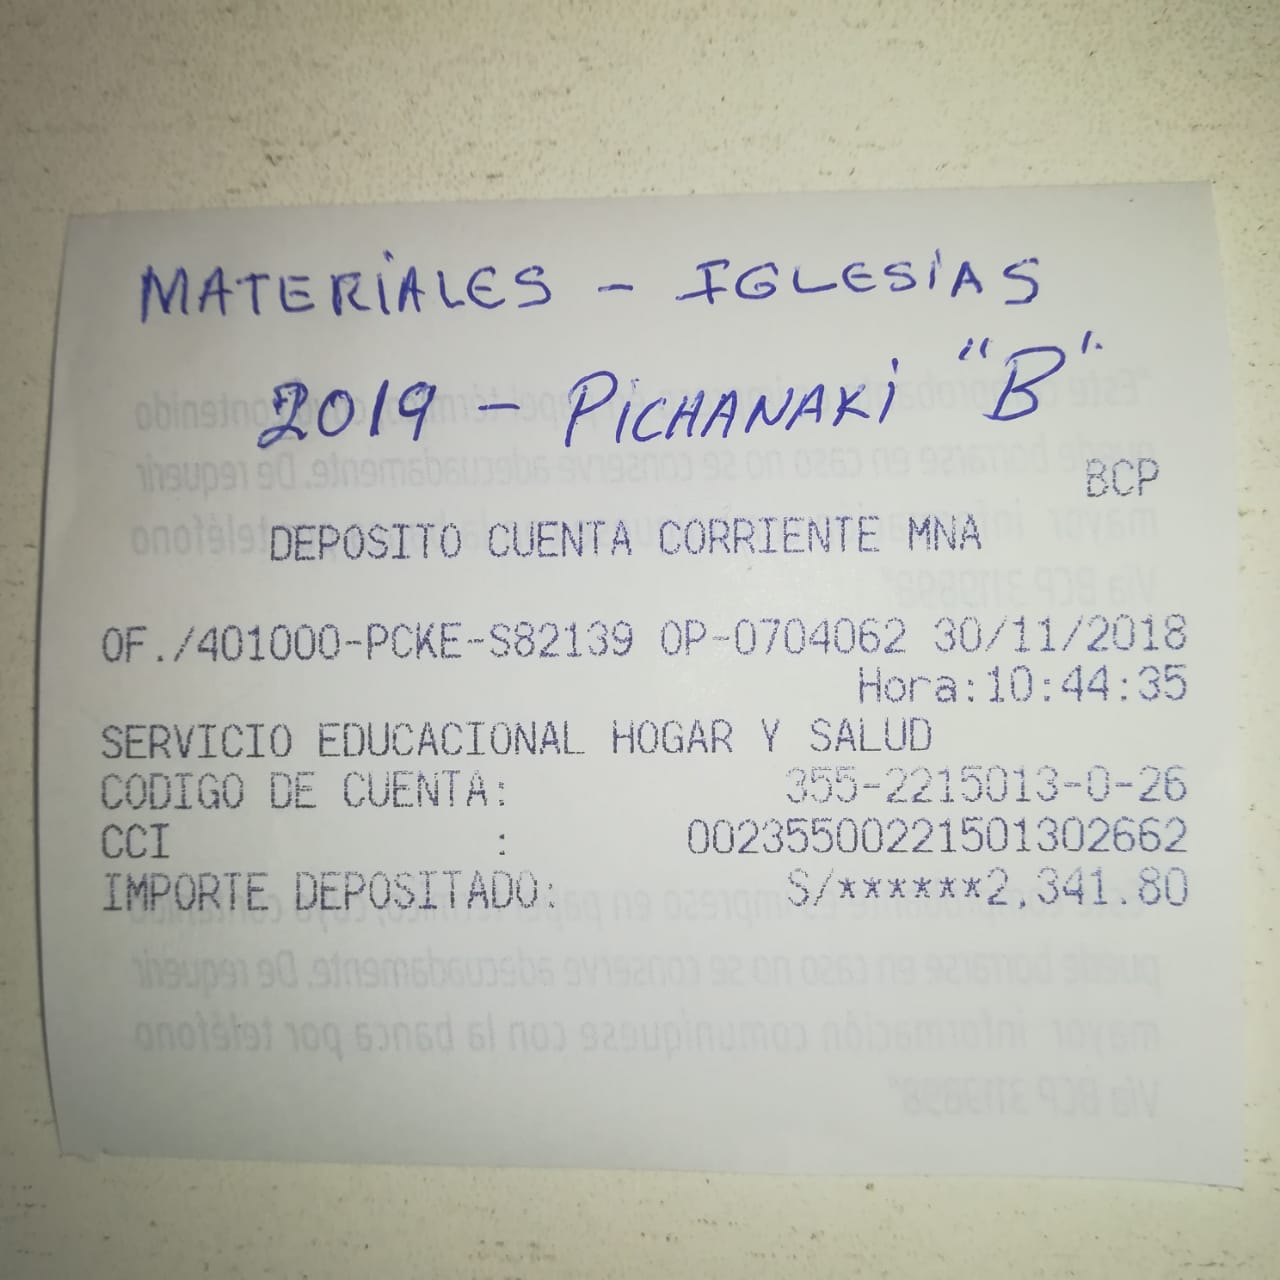 MATERIALES - IGLESIAS
2019 - PICHANAKI "B"
BCP
DEPOSITO CUENTA CORRIENTE MNA
OF./401000-PCKE-S82139 OP-0704062 30/11/2018
Hora:10:44:35
SERVICIO EDUCACIONAL HOGAR Y SALUD
CODIGO DE CUENTA: 355-2215013-0-26
CCI : 00235500221501302662
IMPORTE DEPOSITADO: S/******2,341.80